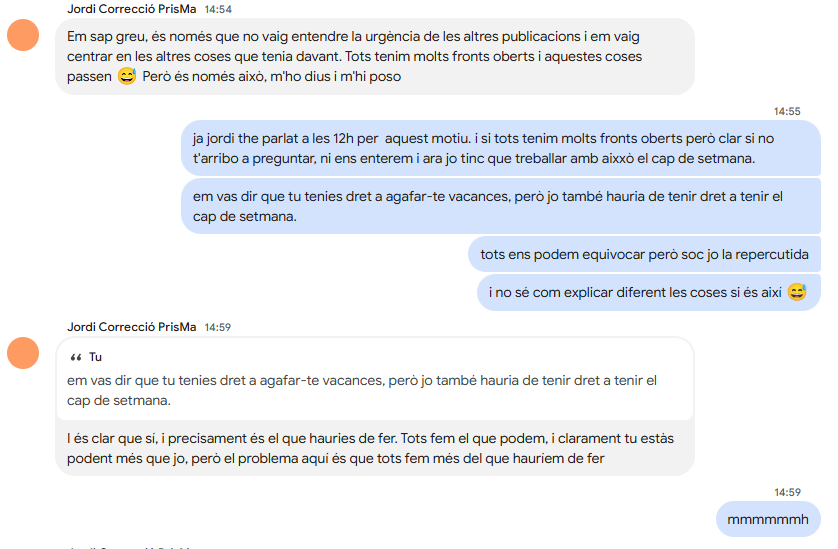 Jordi Correcció PrisMa 14:54
Em sap greu, és només que no vaig entendre la urgència de les altres publicacions i em vaig
centrar en les altres coses que tenia davant. Tots tenim molts fronts oberts i aquestes coses
passen 😅 Però és només això, m'ho dius i m'hi poso
14:55
ja jordi the parlat a les 12h per aquest motiu. i si tots tenim molts fronts oberts però clar si no
t'arribo a preguntar, ni ens enterem i ara jo tinc que treballar amb aixxò el cap de setmana.
em vas dir que tu tenies dret a agafar-te vacances, però jo també hauria de tenir dret a tenir el
cap de setmana.
tots ens podem equivocar però soc jo la repercutida
i no sé com explicar diferent les coses si és així 😅
Jordi Correcció PrisMa 14:59
Tu
em vas dir que tu tenies dret a agafar-te vacances, però jo també hauria de tenir dret a tenir el
cap de setmana.
I és clar que sí, i precisament és el que hauries de fer. Tots fem el que podem, i clarament tu estàs
podent més que jo, però el problema aquí és que tots fem més del que hauríem de fer
14:59
mmmmmmh